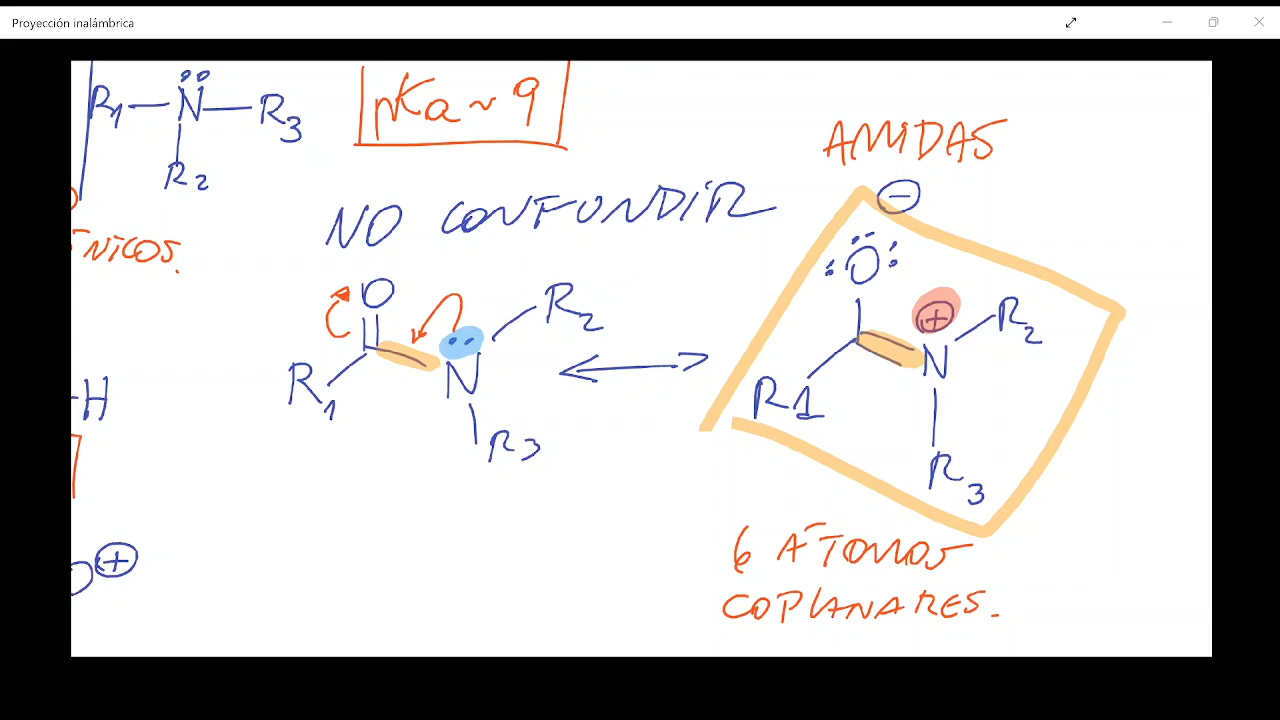 Proyección inalámbrica
R1 — N — R3
R2
pKa ~ 9
AMIDAS
NO CONFUNDIR
ÉNICOS.
O
R2
R1
N
R3
-H
⊖
:O:
⊕
R2
R1
N
R3
⊕
6 ÁTOMOS
COPLANARES.